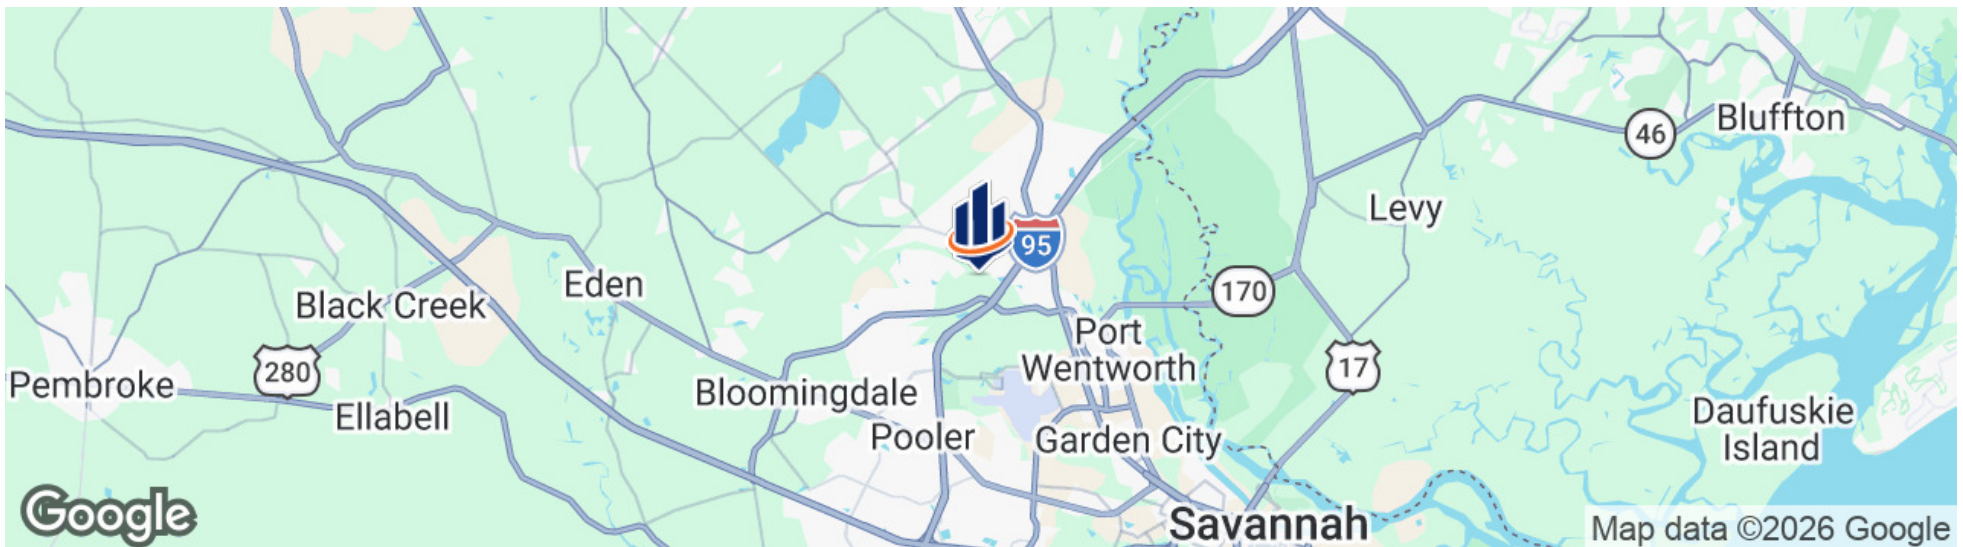 46
Bluffton
Levy
95
Eden
170
Black Creek
Port
Wentworth
280
17
Pembroke
Bloomingdale
Ellabell
Daufuskie
Island
Pooler
Garden City
Google
Savannah
Map data ©2026 Google